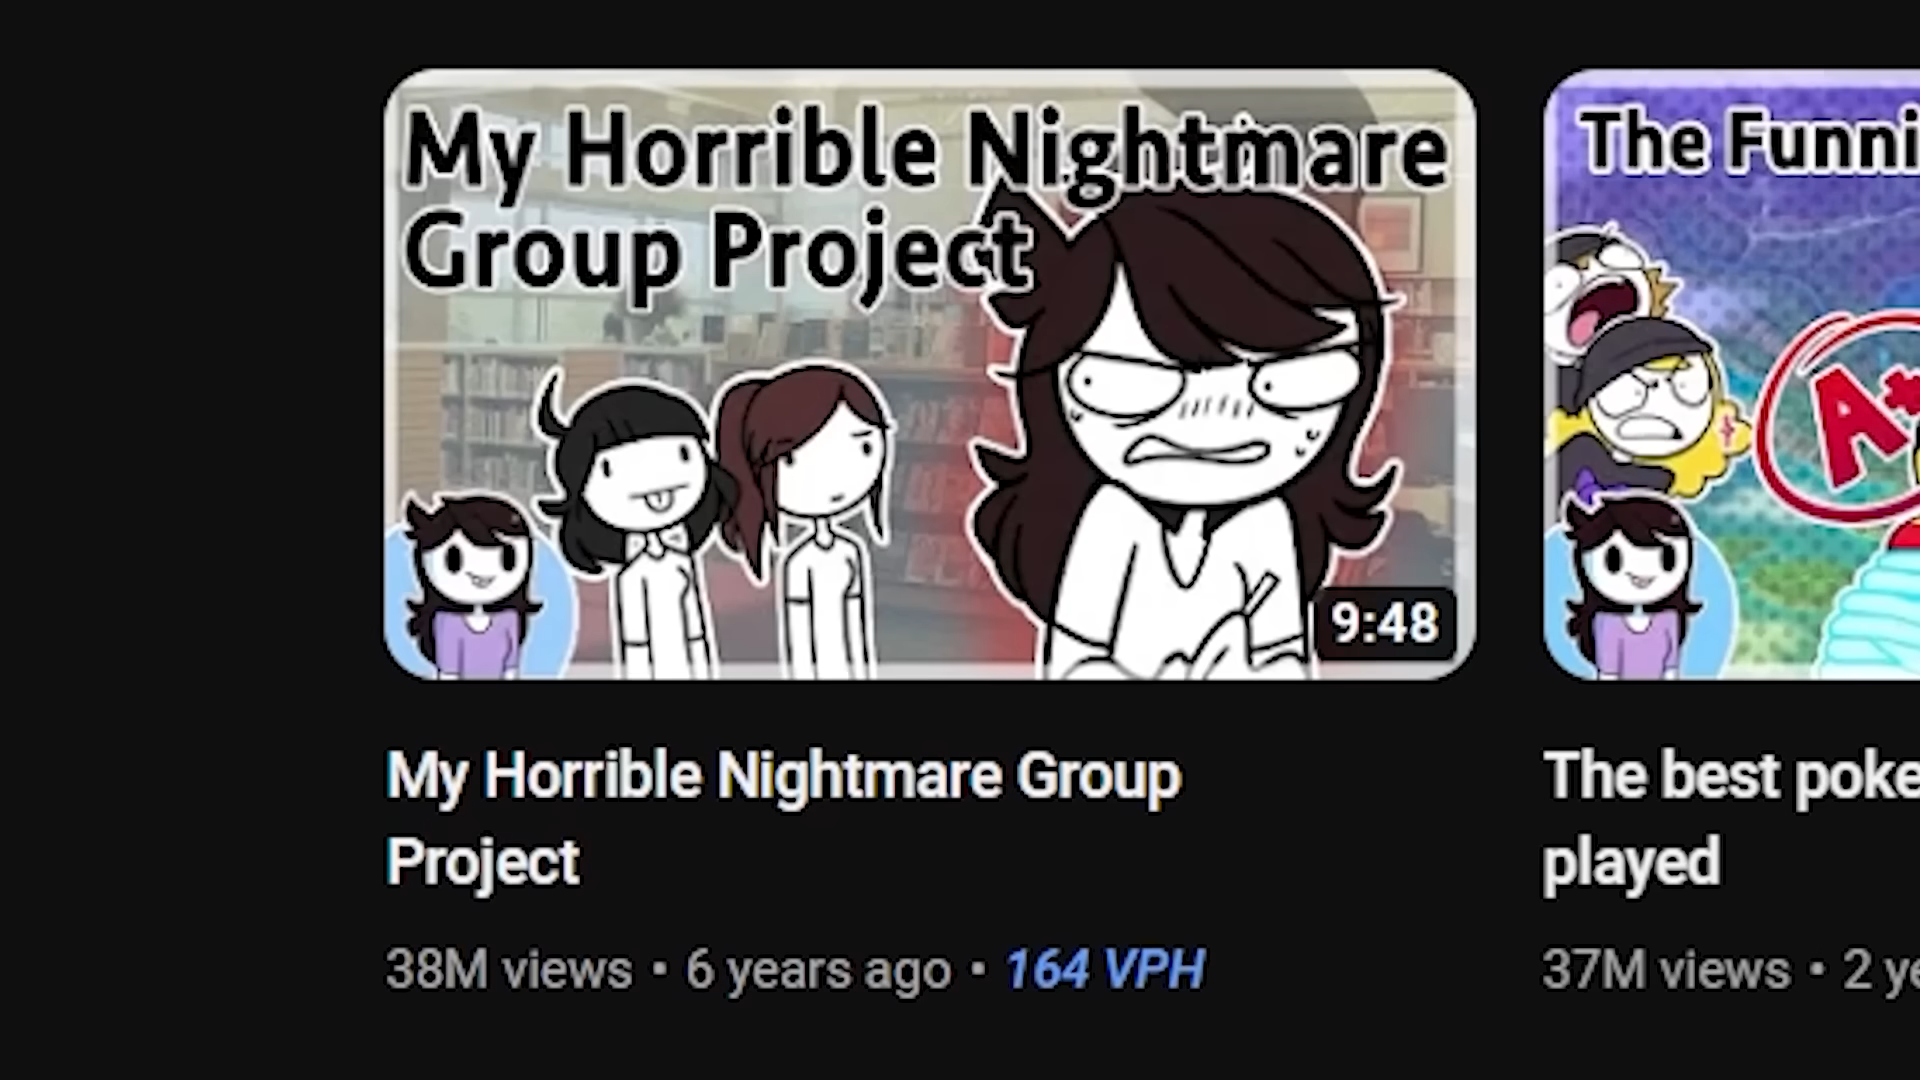 My Horrible Nightmare
Group Project
9:48
My Horrible Nightmare Group
Project
38M views • 6 years ago • 164 VPH
The Funni
A+
The best poke
played
37M views • 2 ye